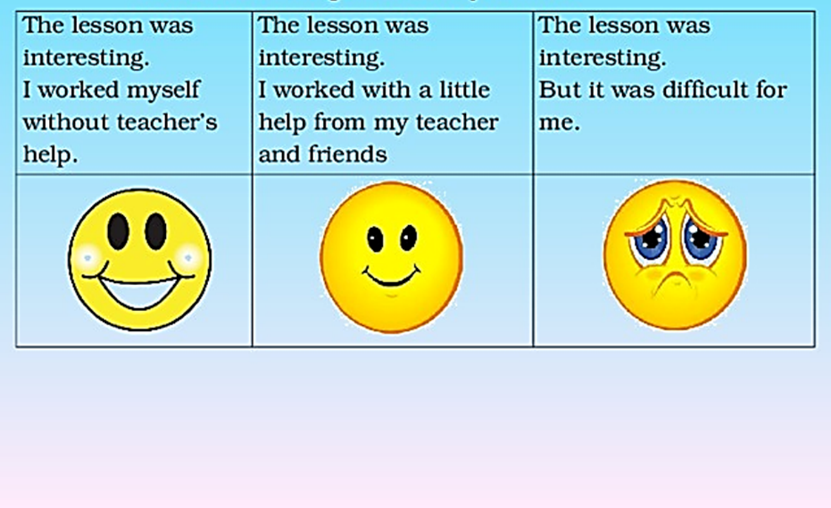 The lesson was
interesting.
I worked myself
without teacher's
help.
The lesson was
interesting.
I worked with a little
help from my teacher
and friends
The lesson was
interesting.
But it was difficult for
me.